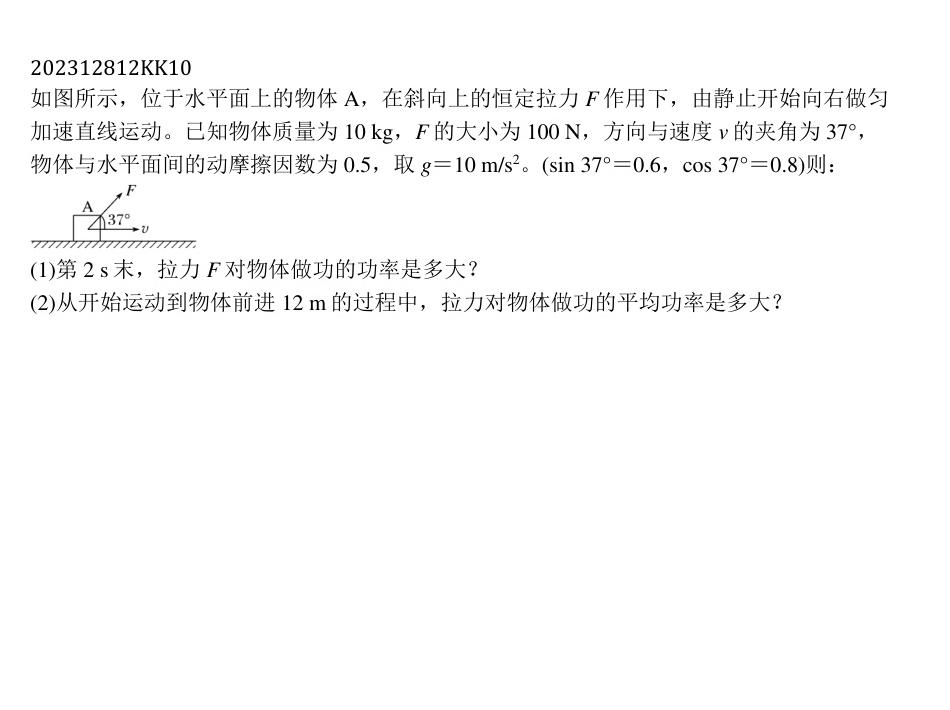 202312812KK10
如图所示，位于水平面上的物体 A，在斜向上的恒定拉力 F 作用下，由静止开始向右做匀
加速直线运动。已知物体质量为 10 kg，F 的大小为 100 N，方向与速度 v 的夹角为 37°，
物体与水平面间的动摩擦因数为 0.5，取 g＝10 m/s²。(sin 37°＝0.6，cos 37°＝0.8)则：
F
A
37°
v
(1)第 2 s 末，拉力 F 对物体做功的功率是多大？
(2)从开始运动到物体前进 12 m 的过程中，拉力对物体做功的平均功率是多大？